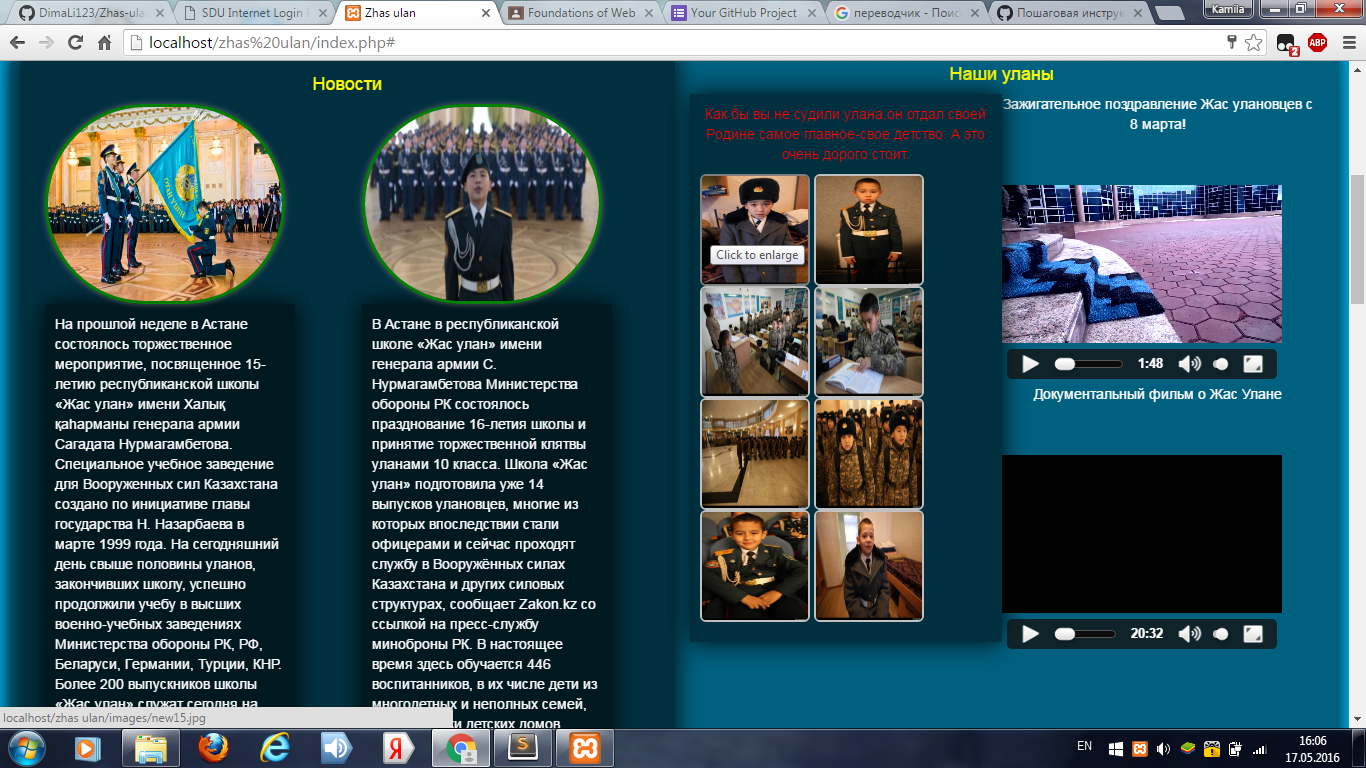 DimaLi123/Zhas-ula
SDU Internet Login P
Zhas ulan
Foundations of Web
Your GitHub Project
переводчик - Поис
Пошаговая инструк
Kamila
localhost/zhas%20ulan/index.php#
2
ABP
Новости
На прошлой неделе в Астане
состоялось торжественное
мероприятие, посвященное 15-
летию республиканской школы
«Жас улан» имени Халық
қаһарманы генерала армии
Сагадата Нурмагамбетова.
Специальное учебное заведение
для Вооруженных сил Казахстана
создано по инициативе главы
государства Н. Назарбаева в
марте 1999 года. На сегодняшний
день свыше половины уланов,
закончивших школу, успешно
продолжили учебу в высших
военно-учебных заведениях
Министерства обороны РК, РФ,
Беларуси, Германии, Турции, КНР.
Более 200 выпускников школы
«Жас улан» служат сегодня на
В Астане в республиканской
школе «Жас улан» имени
генерала армии С.
Нурмагамбетова Министерства
обороны РК состоялось
празднование 16-летия школы и
принятие торжественной клятвы
уланами 10 класса. Школа «Жас
улан» подготовила уже 14
выпусков улановцев, многие из
которых впоследствии стали
офицерами и сейчас проходят
службу в Вооружённых силах
Казахстана и других силовых
структурах, сообщает Zakon.kz со
ссылкой на пресс-службу
минобороны РК. В настоящее
время здесь обучается 446
воспитанников, в их числе дети из
многодетных и неполных семей,
ки детских домов
Наши уланы
Как бы вы не судили улана,он отдал своей
Родине самое главное-свое детство. А это
очень дорого стоит.
Click to enlarge
Зажигательное поздравление Жас улановцев с
8 марта!
1:48
Документальный фильм о Жас Улане
20:32
localhost/zhas ulan/images/new15.jpg
EN
16:06
17.05.2016